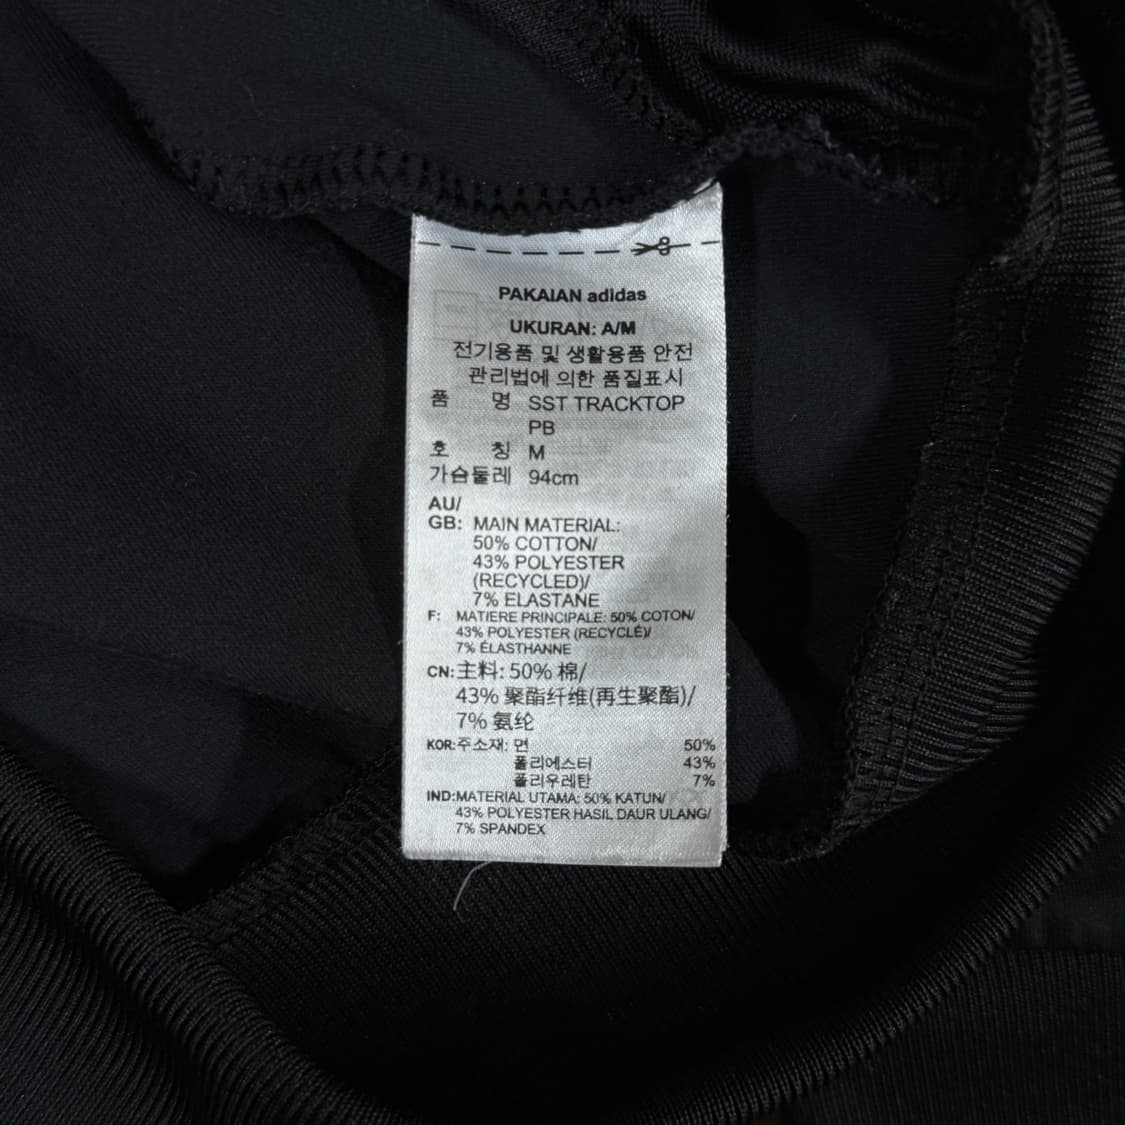 PAKAIAN adidas
UKURAN: A/M
전기용품 및 생활용품 안전
관리법에 의한 품질표시
품 명 SST TRACKTOP
PB
호 칭 M
가슴둘레 94cm
AU/
GB: MAIN MATERIAL:
50% COTTON/
43% POLYESTER
(RECYCLED)/
7% ELASTANE
F: MATIERE PRINCIPALE: 50% COTON/
43% POLYESTER (RECYCLÉ)/
7% ÉLASTHANNE
CN:主料: 50% 棉/
43% 聚酯纤维(再生聚酯)/
7% 氨纶
KOR:주소재: 면 50%
폴리에스터 43%
폴리우레탄 7%
IND:MATERIAL UTAMA: 50% KATUN/
43% POLYESTER HASIL DAUR ULANG/
7% SPANDEX